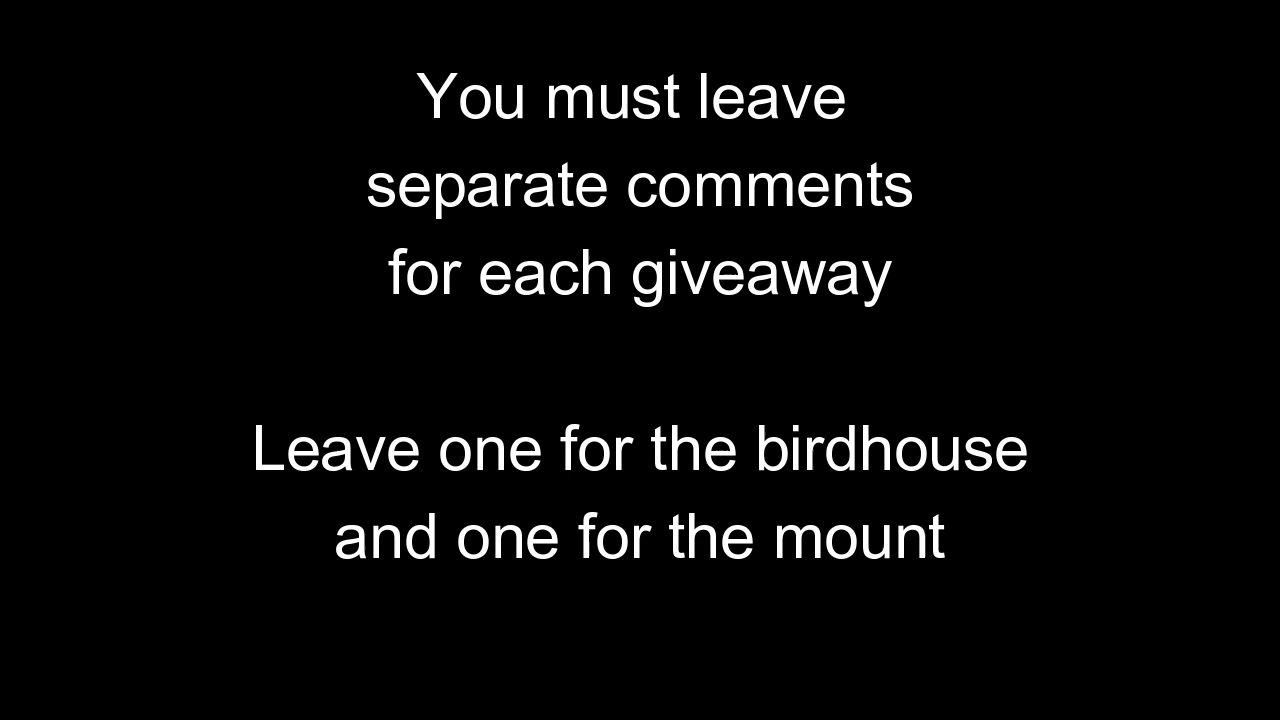 You must leave
separate comments
for each giveaway
Leave one for the birdhouse
and one for the mount